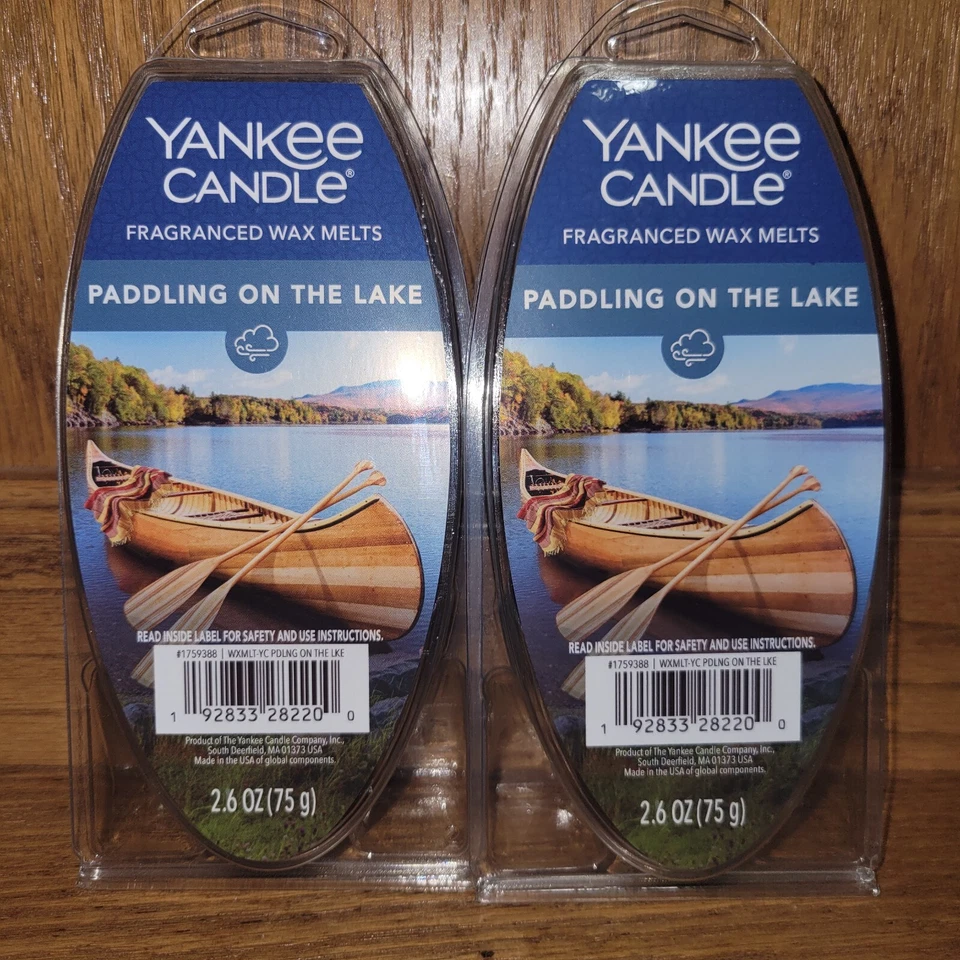 YANKEE
CANDLE®
FRAGRANCED WAX MELTS
PADDLING ON THE LAKE
READ INSIDE LABEL FOR SAFETY AND USE INSTRUCTIONS.
#1759388 | WXMLT-YC PDLNG ON THE LKE
1 92833 28220 0
Product of The Yankee Candle Company, Inc.,
South Deerfield, MA 01373 USA
Made in the USA of global components.
2.6 OZ (75 g)
YANKEE
CANDLE®
FRAGRANCED WAX MELTS
PADDLING ON THE LAKE
READ INSIDE LABEL FOR SAFETY AND USE INSTRUCTIONS.
#1759388 | WXMLT-YC PDLNG ON THE LKE
1 92833 28220 0
Product of The Yankee Candle Company, Inc.,
South Deerfield, MA 01373 USA
Made in the USA of global components.
2.6 OZ (75 g)